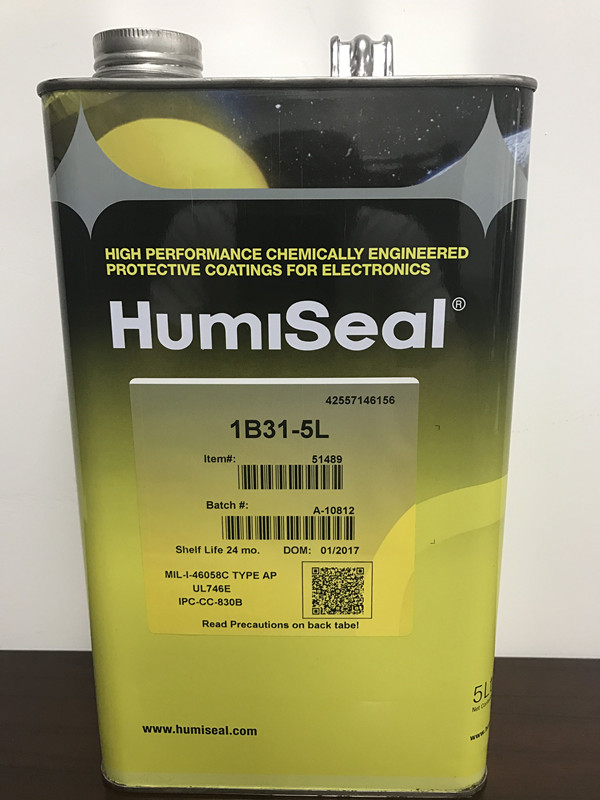 HIGH PERFORMANCE CHEMICALLY ENGINEERED
PROTECTIVE COATINGS FOR ELECTRONICS
HumiSeal®
42557146156
1B31-5L
Item#: 51489
Batch #: A-10812
Shelf Life 24 mo. DOM: 01/2017
MIL-I-46058C TYPE AP
UL746E
IPC-CC-830B
Read Precautions on back tabe!
5L
Net
www.humiseal.com